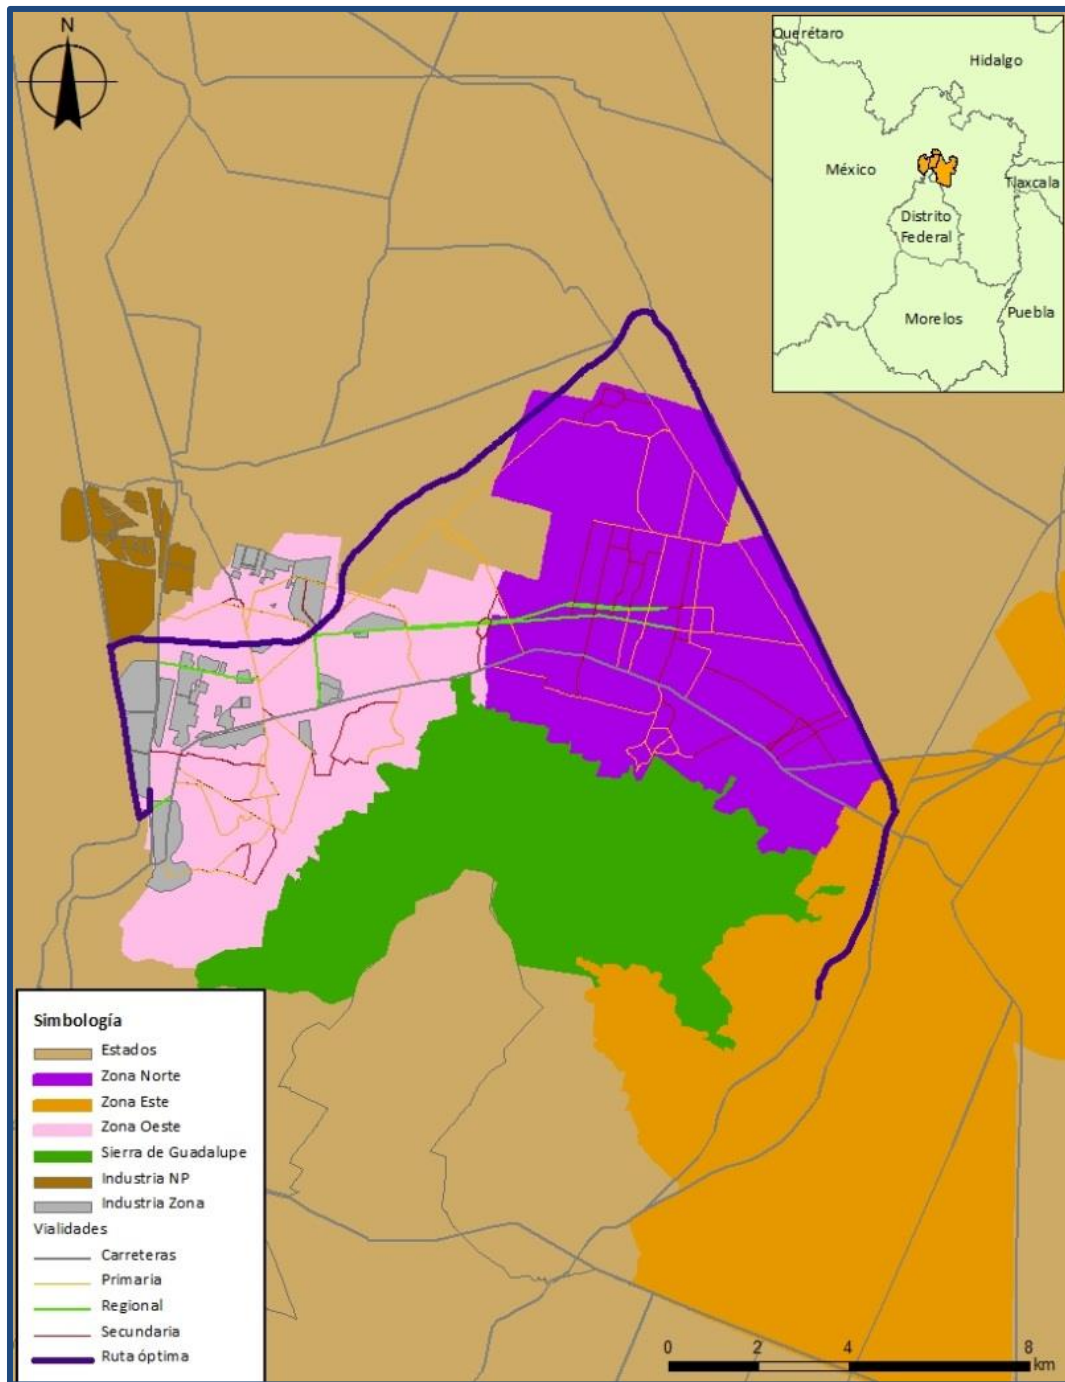 N
Querétaro
Hidalgo
México
Tlaxcala
Distrito
Federal
Morelos
Puebla
Simbología
Estados
Zona Norte
Zona Este
Zona Oeste
Sierra de Guadalupe
Industria NP
Industria Zona
Vialidades
Carreteras
Primaria
Regional
Secundaria
Ruta óptima
0 2 4 8
km